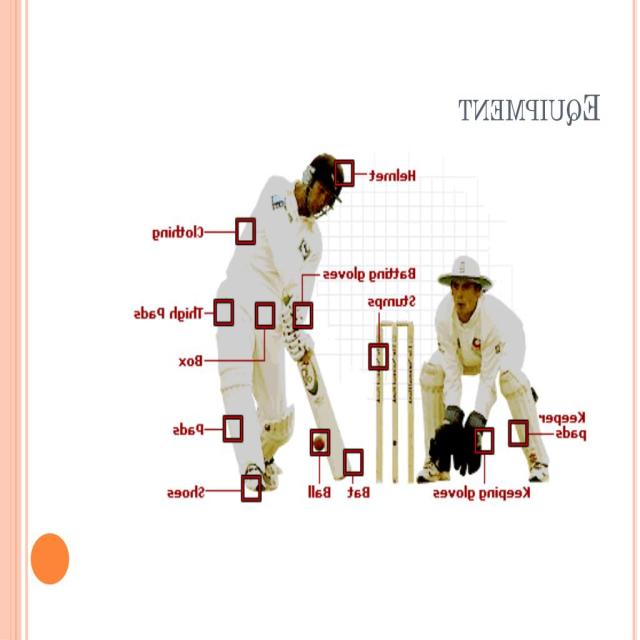 EQUIPMENT
Helmet
Clothing
Batting gloves
Stumps
Thigh Pads
Box
Keeper
pads
Pads
Shoes
Ball
Bat
Keeping gloves